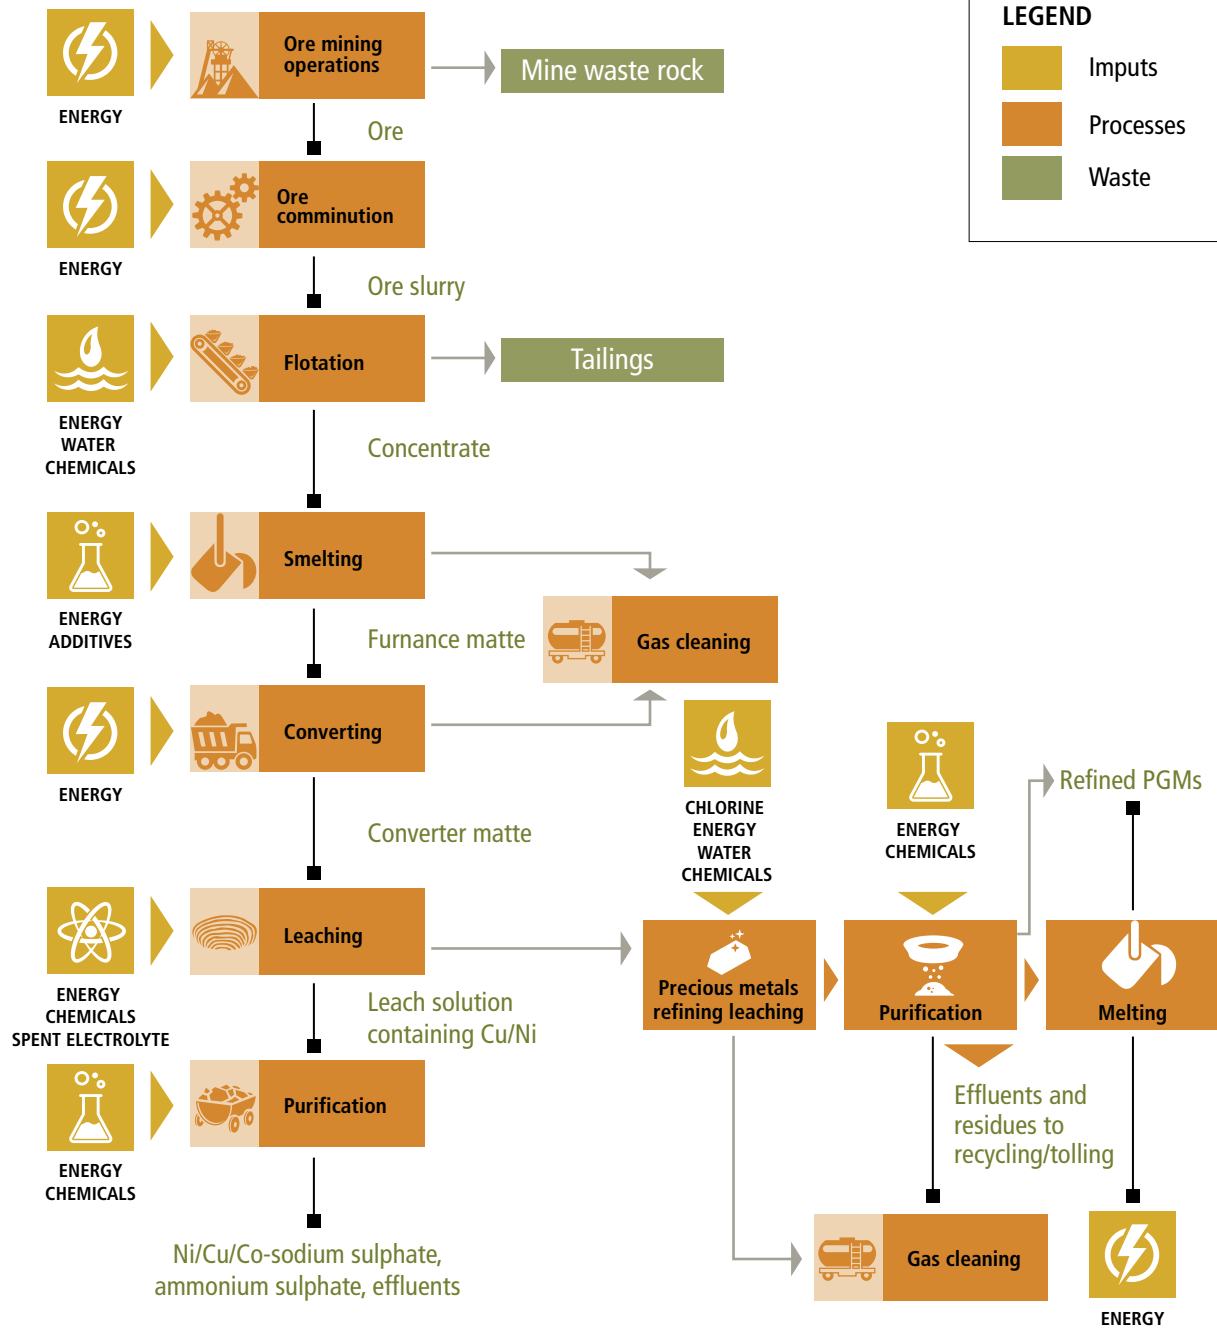 LEGEND
Imputs
Processes
Waste
ENERGY
Ore mining
operations
Mine waste rock
Ore
ENERGY
Ore
comminution
Ore slurry
ENERGY
WATER
CHEMICALS
Flotation
Tailings
Concentrate
ENERGY
ADDITIVES
Smelting
Furnance matte
Gas cleaning
ENERGY
Converting
Converter matte
CHLORINE
ENERGY
WATER
CHEMICALS
ENERGY
CHEMICALS
Refined PGMs
ENERGY
CHEMICALS
SPENT ELECTROLYTE
Leaching
Leach solution
containing Cu/Ni
Precious metals
refining leaching
Purification
Melting
ENERGY
CHEMICALS
Purification
Effluents and
residues to
recycling/tolling
Ni/Cu/Co-sodium sulphate,
ammonium sulphate, effluents
Gas cleaning
ENERGY